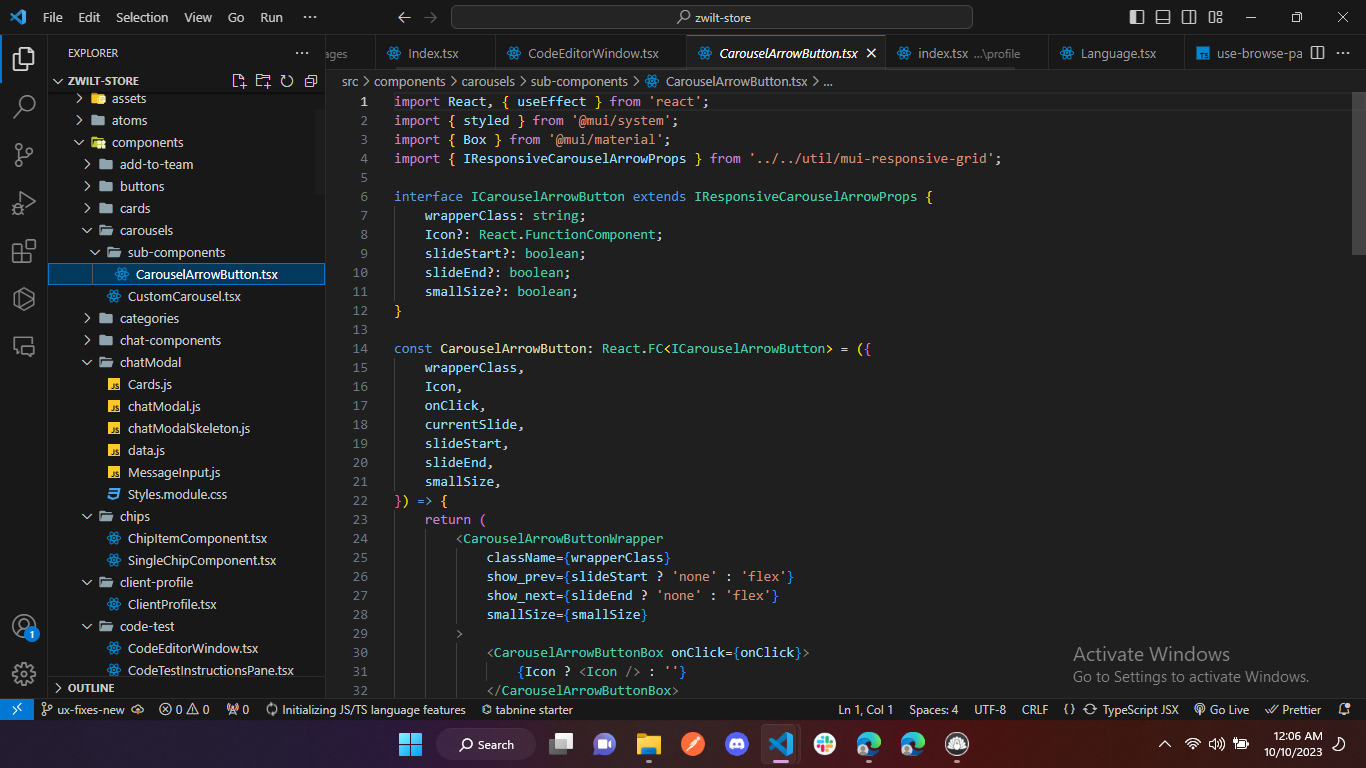 File Edit Selection View Go Run ···
zwilt-store
EXPLORER ···
ages
Index.tsx
CodeEditorWindow.tsx
CarouselArrowButton.tsx
index.tsx ...\profile
Language.tsx
use-browse-pa
ZWILT-STORE
src > components > carousels > sub-components > CarouselArrowButton.tsx > ...
assets
atoms
components
add-to-team
buttons
cards
carousels
sub-components
CarouselArrowButton.tsx
CustomCarousel.tsx
categories
chat-components
chatModal
JS Cards.js
JS chatModal.js
JS chatModalSkeleton.js
JS data.js
JS MessageInput.js
Styles.module.css
chips
ChipItemComponent.tsx
SingleChipComponent.tsx
client-profile
ClientProfile.tsx
code-test
CodeEditorWindow.tsx
CodeTestInstructionsPane.tsx
OUTLINE
1
1 import React, { useEffect } from 'react';
2 import { styled } from '@mui/system';
3 import { Box } from '@mui/material';
4 import { IResponsiveCarouselArrowProps } from '../../util/mui-responsive-grid';
5
6 interface ICarouselArrowButton extends IResponsiveCarouselArrowProps {
7 wrapperClass: string;
8 Icon?: React.FunctionComponent;
9 slideStart?: boolean;
10 slideEnd?: boolean;
11 smallSize?: boolean;
12 }
13
14 const CarouselArrowButton: React.FC<ICarouselArrowButton> = ({
15 wrapperClass,
16 Icon,
17 onClick,
18 currentSlide,
19 slideStart,
20 slideEnd,
21 smallSize,
22 }) => {
23 return (
24 <CarouselArrowButtonWrapper
25 className={wrapperClass}
26 show_prev={slideStart ? 'none' : 'flex'}
27 show_next={slideEnd ? 'none' : 'flex'}
28 smallSize={smallSize}
29 >
30 <CarouselArrowButtonBox onClick={onClick}>
31 {Icon ? <Icon /> : ''}
32 </CarouselArrowButtonBox>
Activate Windows
Go to Settings to activate Windows.
ux-fixes-new 0 0 0 Initializing JS/TS language features tabnine starter Ln 1, Col 1 Spaces: 4 UTF-8 CRLF {} TypeScript JSX Go Live Prettier
Search
12:06 AM
10/10/2023